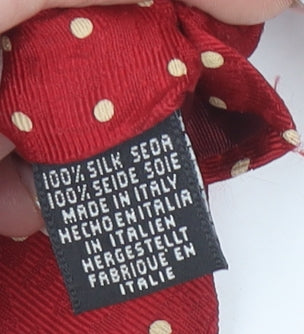 100% SILK SEDA
100% SEIDE SOIE
MADE IN ITALY
HECHO EN ITALIA
IN ITALIEN
HERGESTELLT
FABRIQUE EN
ITALIE